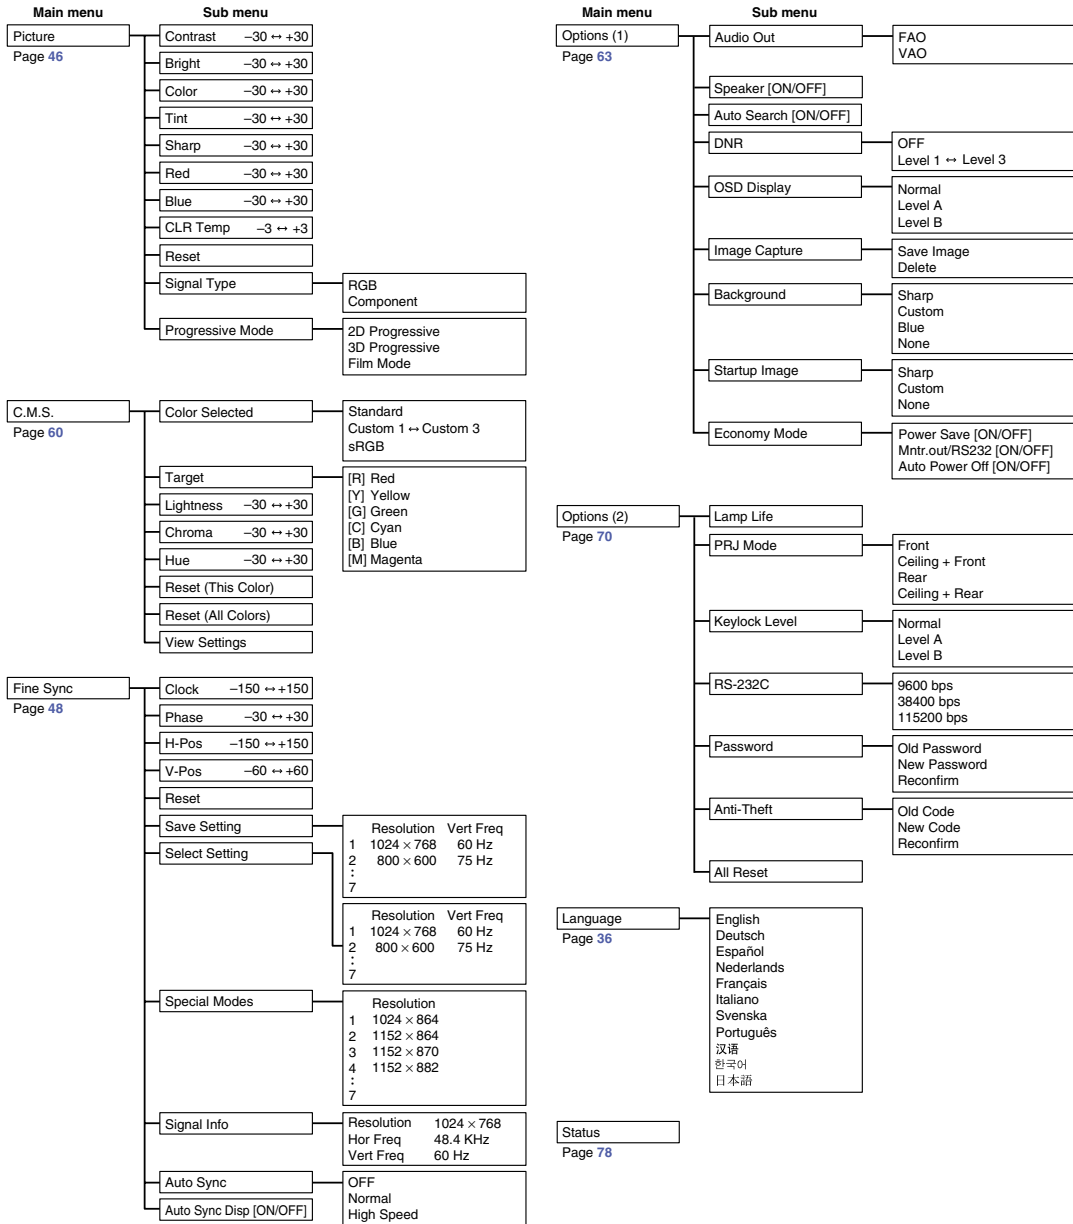 Main menu Sub menu
Picture
Page 46
Contrast –30 ↔ +30
Bright –30 ↔ +30
Color –30 ↔ +30
Tint –30 ↔ +30
Sharp –30 ↔ +30
Red –30 ↔ +30
Blue –30 ↔ +30
CLR Temp –3 ↔ +3
Reset
Signal Type
RGB
Component
Progressive Mode
2D Progressive
3D Progressive
Film Mode
C.M.S.
Page 60
Color Selected
Standard
Custom 1 ↔ Custom 3
sRGB
Target
[R] Red
[Y] Yellow
[G] Green
[C] Cyan
[B] Blue
[M] Magenta
Lightness –30 ↔ +30
Chroma –30 ↔ +30
Hue –30 ↔ +30
Reset (This Color)
Reset (All Colors)
View Settings
Fine Sync
Page 48
Clock –150 ↔ +150
Phase –30 ↔ +30
H-Pos –150 ↔ +150
V-Pos –60 ↔ +60
Reset
Save Setting
Resolution Vert Freq
1 1024 × 768 60 Hz
2 800 × 600 75 Hz
:
7
Select Setting
Resolution Vert Freq
1 1024 × 768 60 Hz
2 800 × 600 75 Hz
:
7
Special Modes
Resolution
1 1024 × 864
2 1152 × 864
3 1152 × 870
4 1152 × 882
:
7
Signal Info
Resolution 1024 × 768
Hor Freq 48.4 KHz
Vert Freq 60 Hz
Auto Sync
OFF
Normal
High Speed
Auto Sync Disp [ON/OFF]
Main menu Sub menu
Options (1)
Page 63
Audio Out
FAO
VAO
Speaker [ON/OFF]
Auto Search [ON/OFF]
DNR
OFF
Level 1 ↔ Level 3
OSD Display
Normal
Level A
Level B
Image Capture
Save Image
Delete
Background
Sharp
Custom
Blue
None
Startup Image
Sharp
Custom
None
Economy Mode
Power Save [ON/OFF]
Mntr.out/RS232 [ON/OFF]
Auto Power Off [ON/OFF]
Options (2)
Page 70
Lamp Life
PRJ Mode
Front
Ceiling + Front
Rear
Ceiling + Rear
Keylock Level
Normal
Level A
Level B
RS-232C
9600 bps
38400 bps
115200 bps
Password
Old Password
New Password
Reconfirm
Anti-Theft
Old Code
New Code
Reconfirm
All Reset
Language
Page 36
English
Deutsch
Español
Nederlands
Français
Italiano
Svenska
Português
汉语
한국어
日本語
Status
Page 78